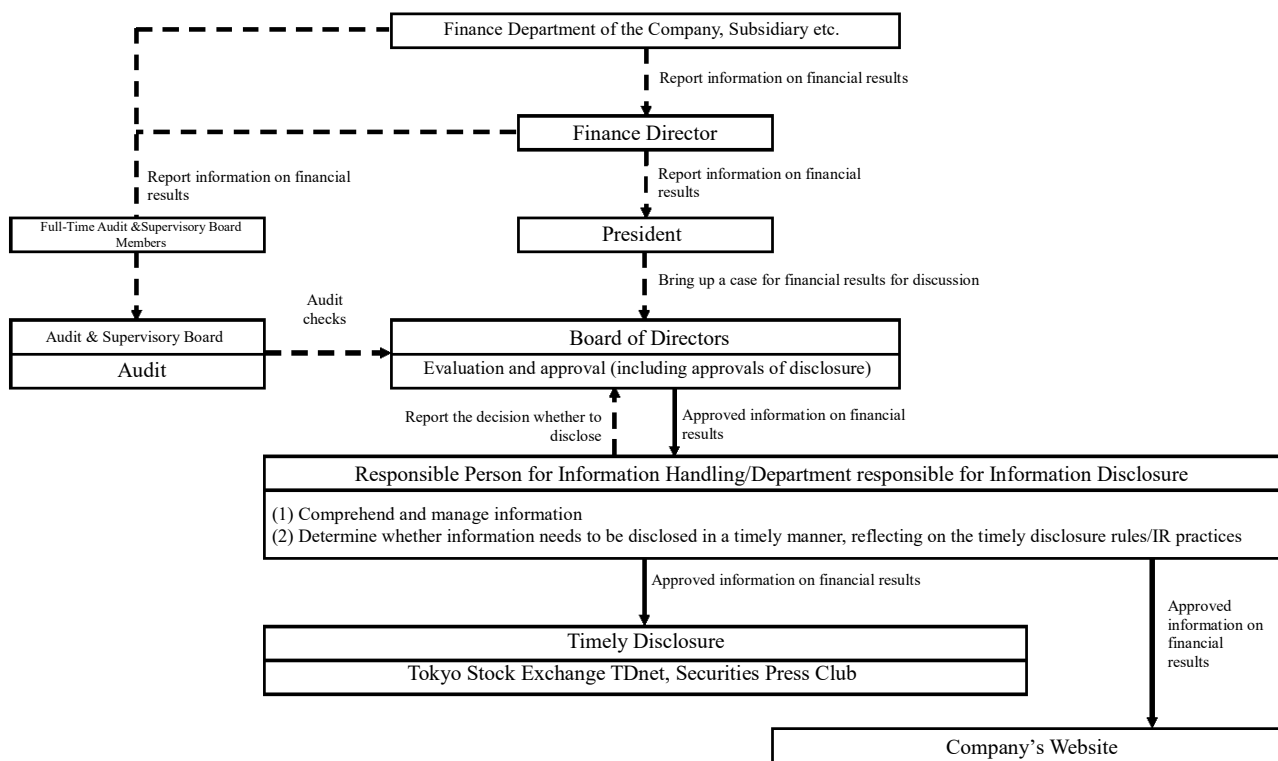 Finance Department of the Company, Subsidiary etc.
Report information on financial results
Finance Director
Report information on financial
results
Report information on financial
results
Full-Time Audit &Supervisory Board
Members
President
Bring up a case for financial results for discussion
Audit
checks
Audit & Supervisory Board
Audit
Board of Directors
Evaluation and approval (including approvals of disclosure)
Report the decision whether to
disclose
Approved information on financial
results
Responsible Person for Information Handling/Department responsible for Information Disclosure
(1) Comprehend and manage information
(2) Determine whether information needs to be disclosed in a timely manner, reflecting on the timely disclosure rules/IR practices
Approved information on financial results
Approved
information on
financial
results
Timely Disclosure
Tokyo Stock Exchange TDnet, Securities Press Club
Company’s Website